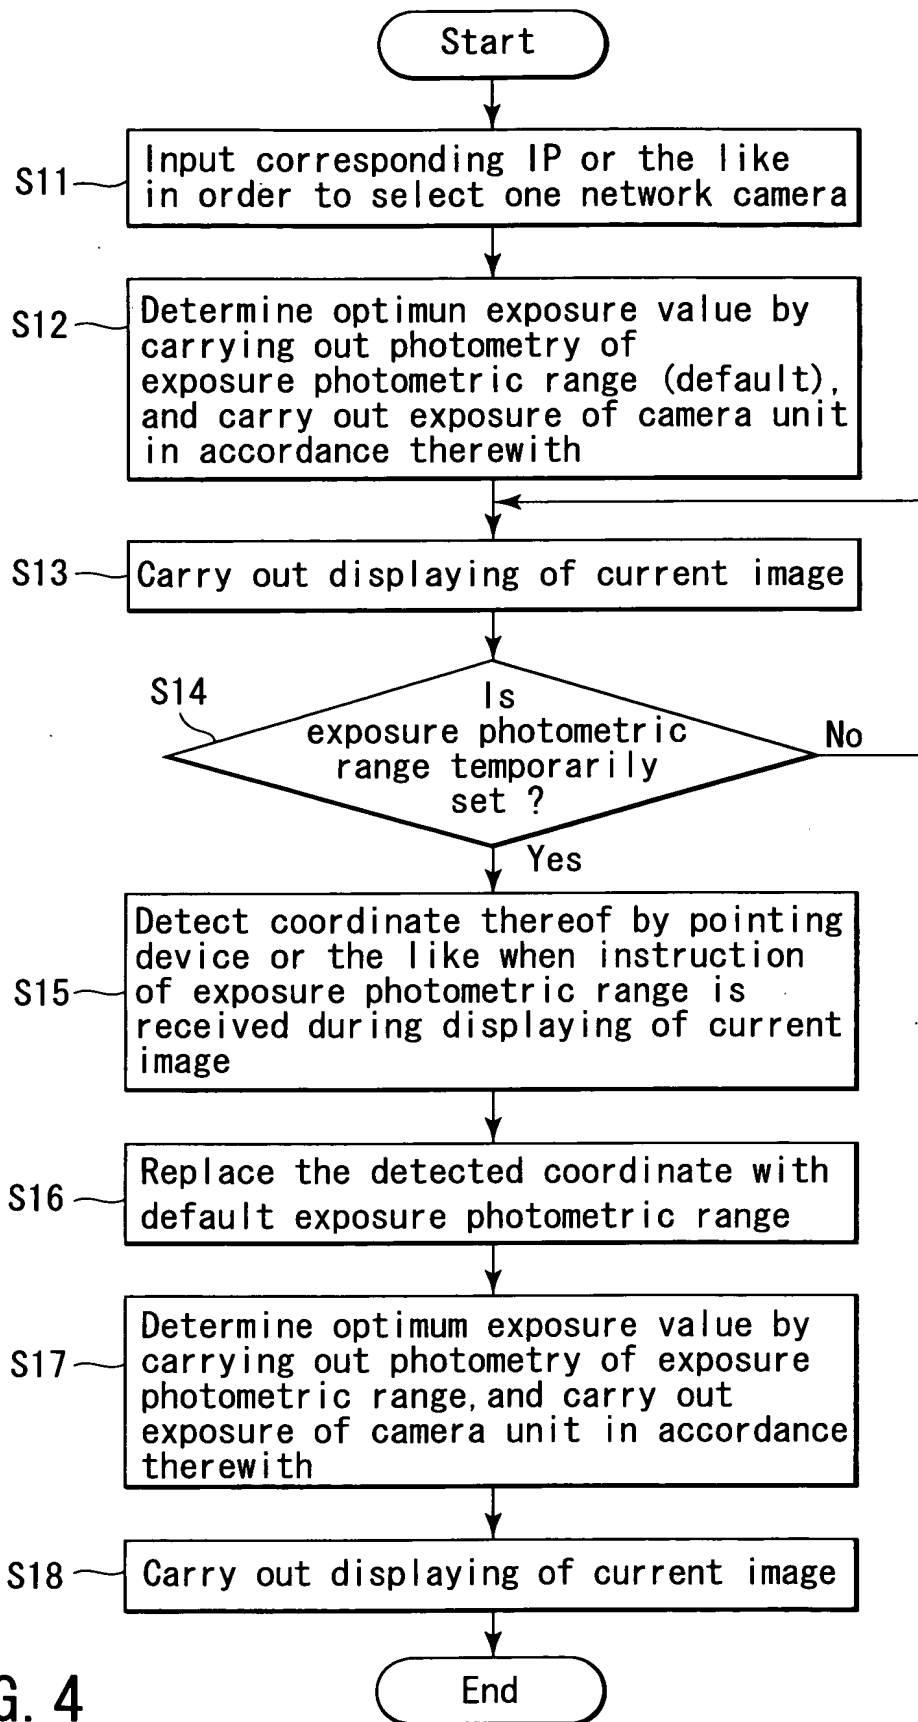 Start
S11
Input corresponding IP or the like
in order to select one network camera
S12
Determine optimun exposure value by
carrying out photometry of
exposure photometric range (default),
and carry out exposure of camera unit
in accordance therewith
S13
Carry out displaying of current image
S14
Is
exposure photometric
range temporarily
set ?
No
Yes
S15
Detect coordinate thereof by pointing
device or the like when instruction
of exposure photometric range is
received during displaying of current
image
S16
Replace the detected coordinate with
default exposure photometric range
S17
Determine optimum exposure value by
carrying out photometry of exposure
photometric range, and carry out
exposure of camera unit in accordance
therewith
S18
Carry out displaying of current image
End
G. 4